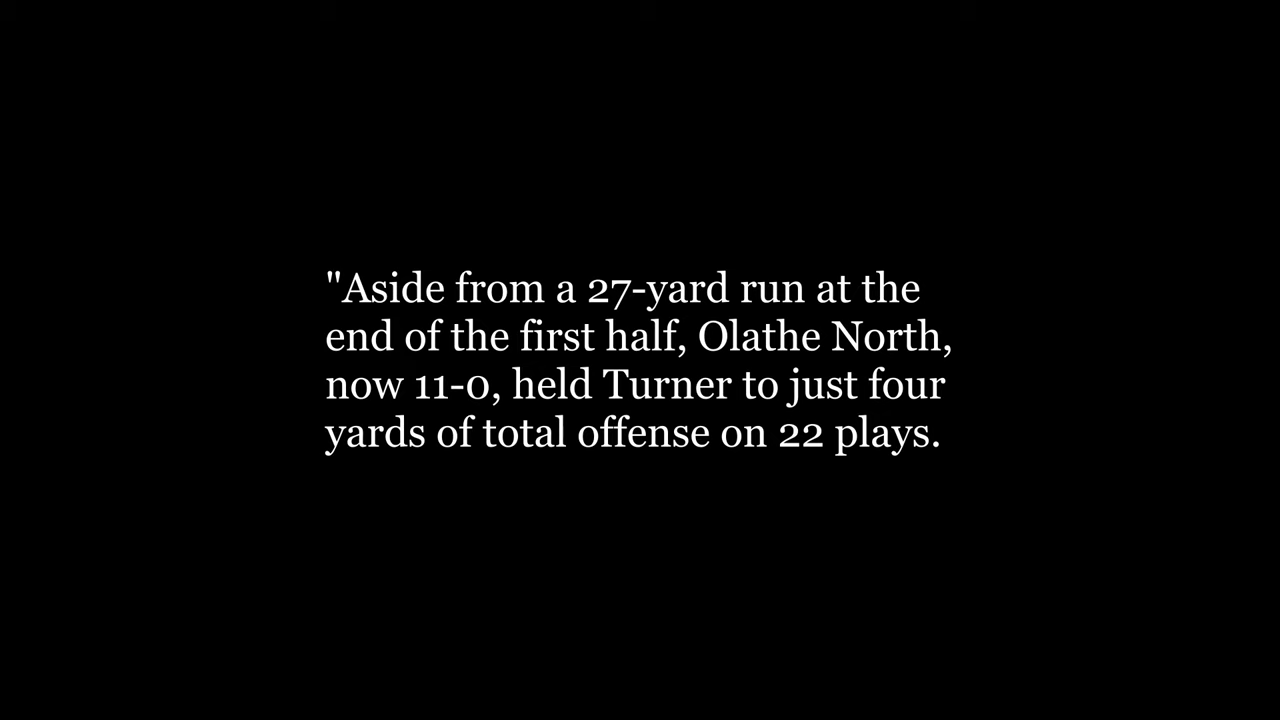 "Aside from a 27-yard run at the
end of the first half, Olathe North,
now 11-0, held Turner to just four
yards of total offense on 22 plays.